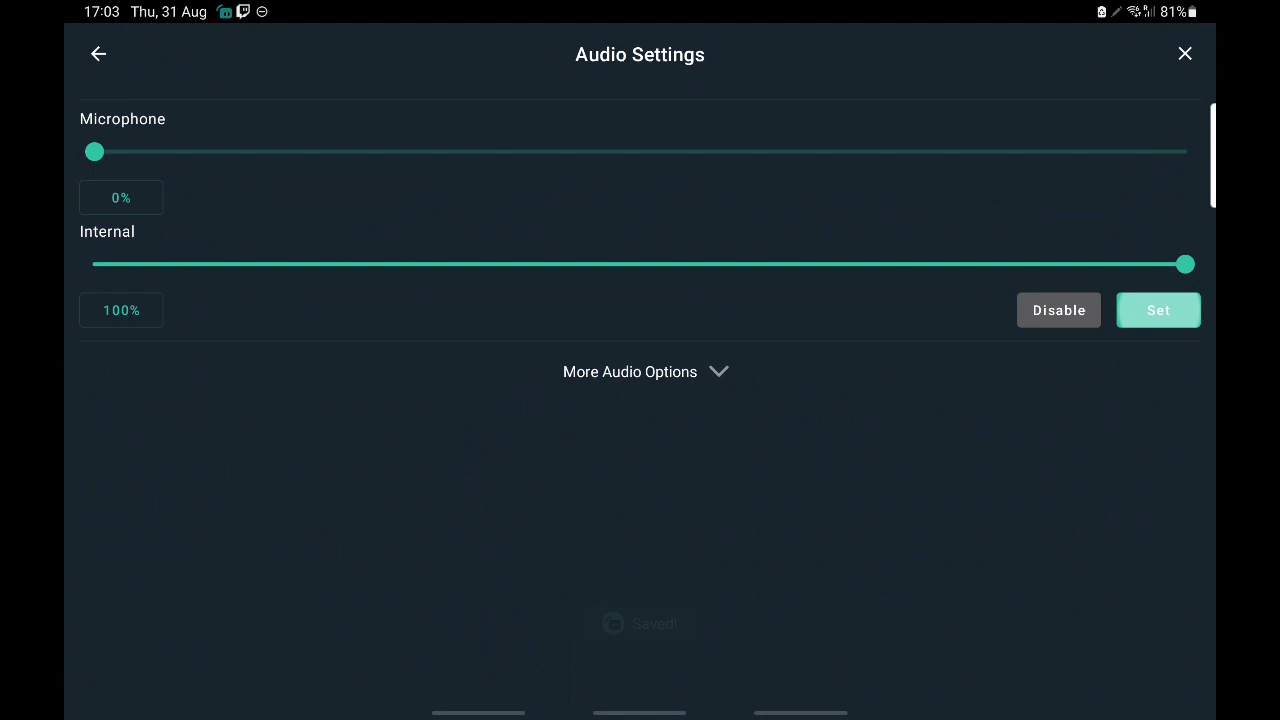 17:03 Thu, 31 Aug 81%
Audio Settings
Microphone
0%
Internal
100%
Disable Set
More Audio Options
Saved!